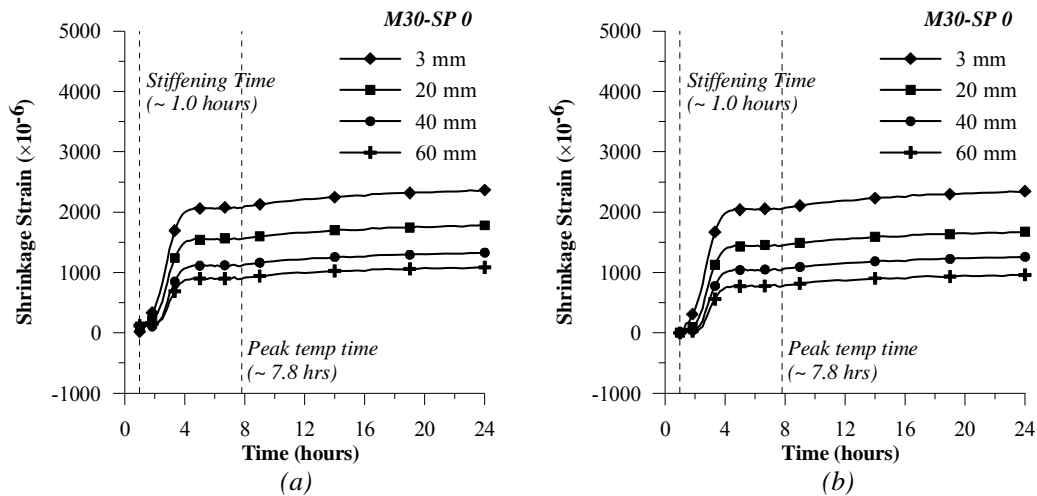 M30-SP 0
5000
4000
3000
2000
1000
0
-1000
Shrinkage Strain (×10-6)
3 mm
20 mm
40 mm
60 mm
Stiffening Time
(~ 1.0 hours)
Peak temp time
(~ 7.8 hrs)
0 4 8 12 16 20 24
Time (hours)
(a)
M30-SP 0
5000
4000
3000
2000
1000
0
-1000
Shrinkage Strain (×10-6)
3 mm
20 mm
40 mm
60 mm
Stiffening Time
(~ 1.0 hours)
Peak temp time
(~ 7.8 hrs)
0 4 8 12 16 20 24
Time (hours)
(b)